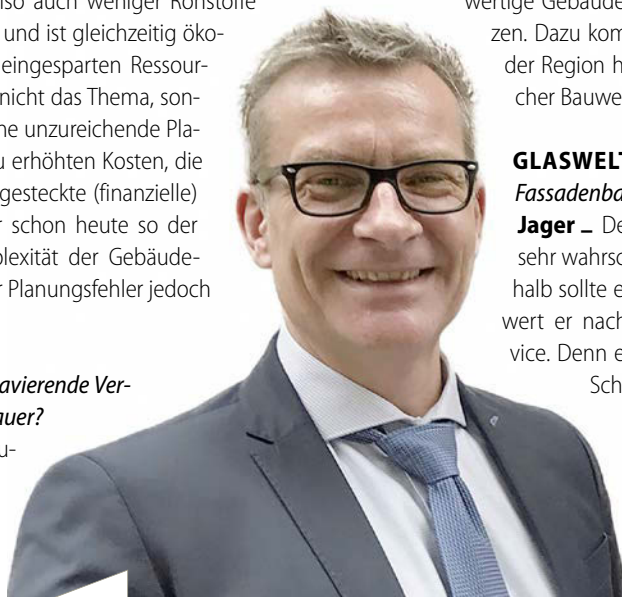 also auch weniger Rohstoffe
und ist gleichzeitig öko-
eingesparten Ressour-
nicht das Thema, son-
ne unzureichende Pla-
u erhöhten Kosten, die
gesteckte (finanzielle)
r schon heute so der
plexität der Gebäude-
r Planungsfehler jedoch
avierende Ver-
auer?
u-
wertige Gebäude
zen. Dazu kom
der Region h
cher Bauwe
GLASWELT
Fassadenba
Jager _ De
sehr wahrsc
halb sollte e
wert er nach
vice. Denn e
Sch